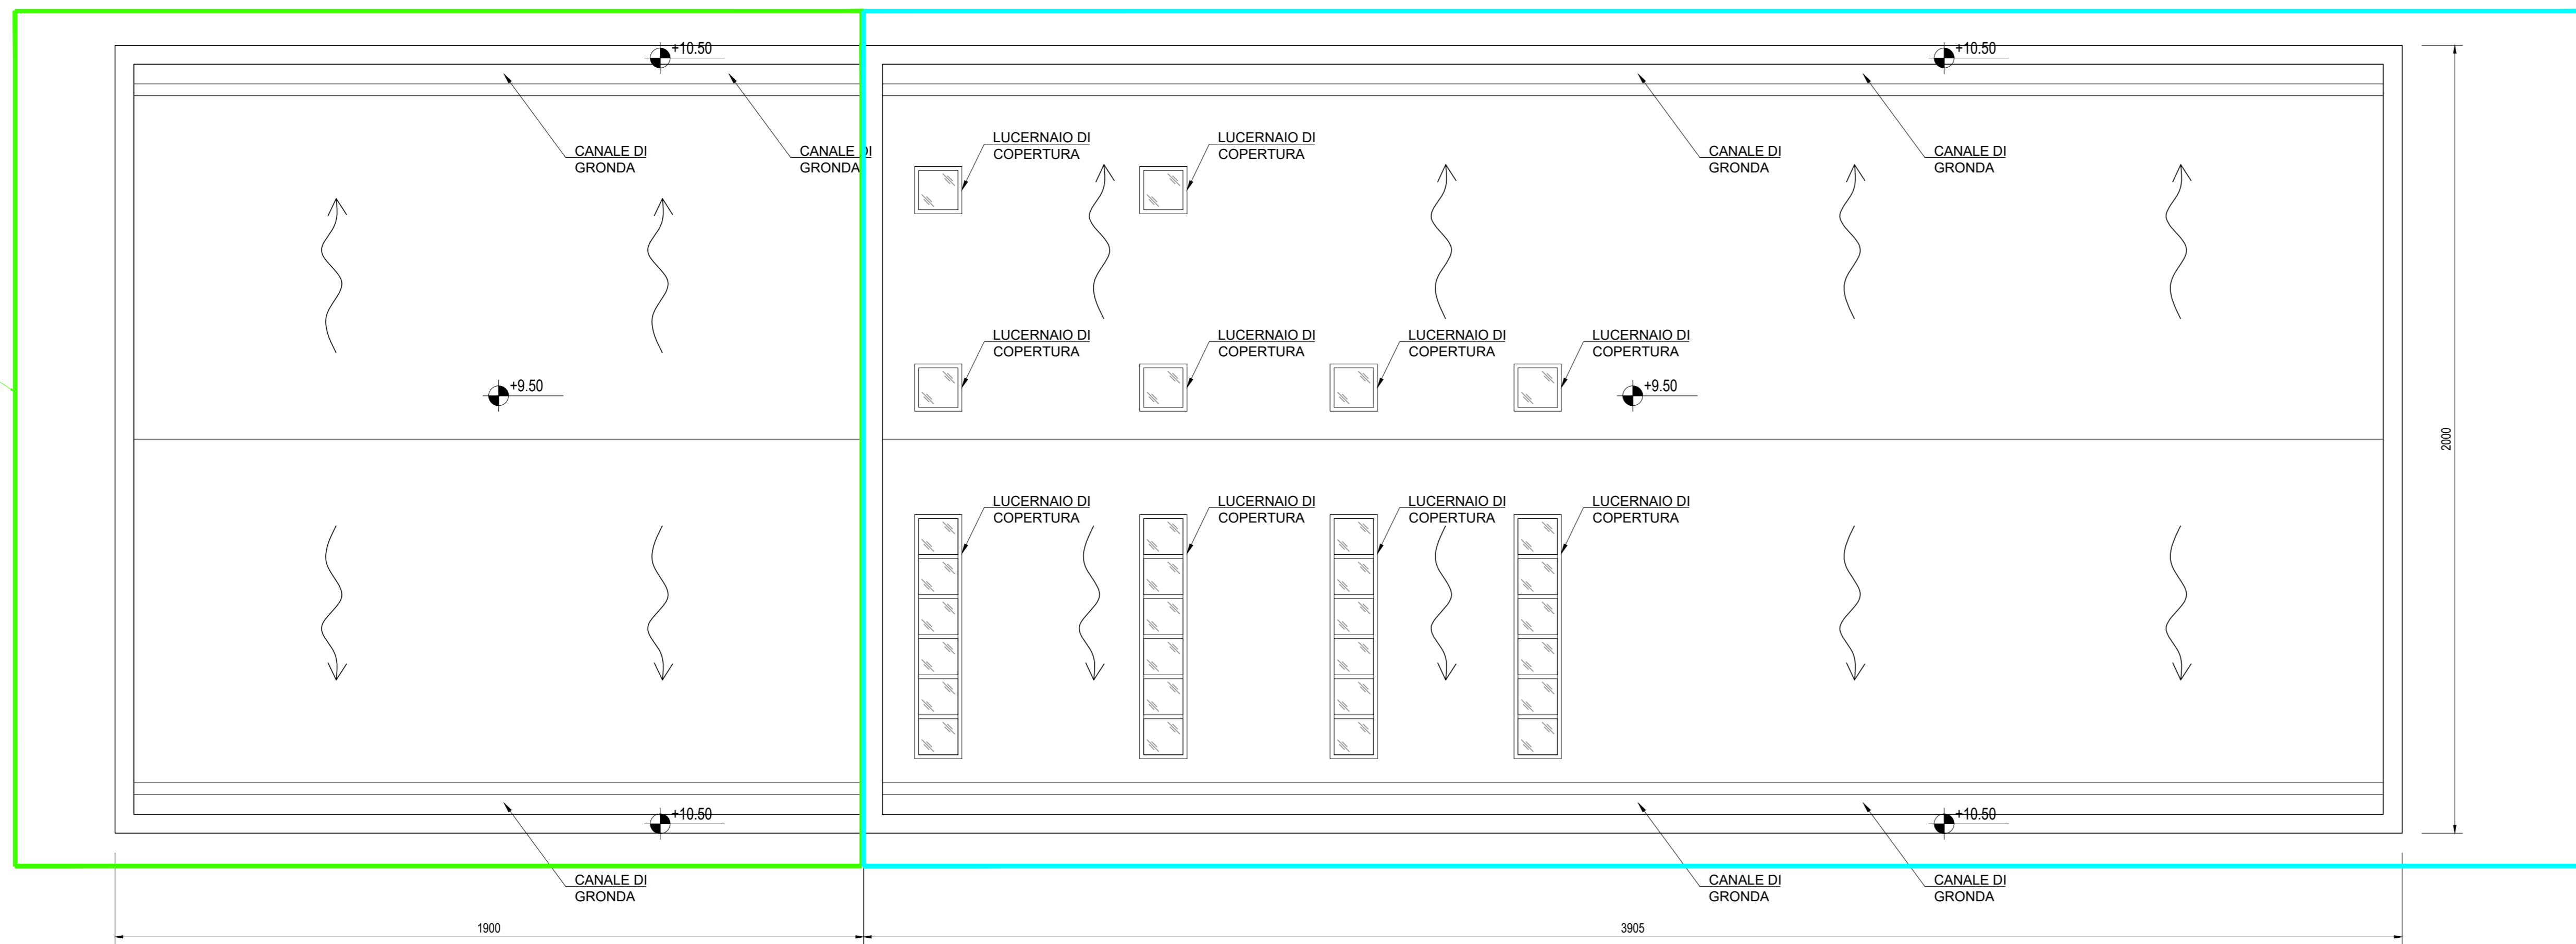 +10.50
+10.50
CANALE DI
GRONDA
CANALE DI
GRONDA
LUCERNAIO DI
COPERTURA
LUCERNAIO DI
COPERTURA
CANALE DI
GRONDA
CANALE DI
GRONDA
LUCERNAIO DI
COPERTURA
LUCERNAIO DI
COPERTURA
LUCERNAIO DI
COPERTURA
LUCERNAIO DI
COPERTURA
+9.50
+9.50
2000
LUCERNAIO DI
COPERTURA
LUCERNAIO DI
COPERTURA
LUCERNAIO DI
COPERTURA
LUCERNAIO DI
COPERTURA
+10.50
+10.50
CANALE DI
GRONDA
CANALE DI
GRONDA
CANALE DI
GRONDA
1900
3905